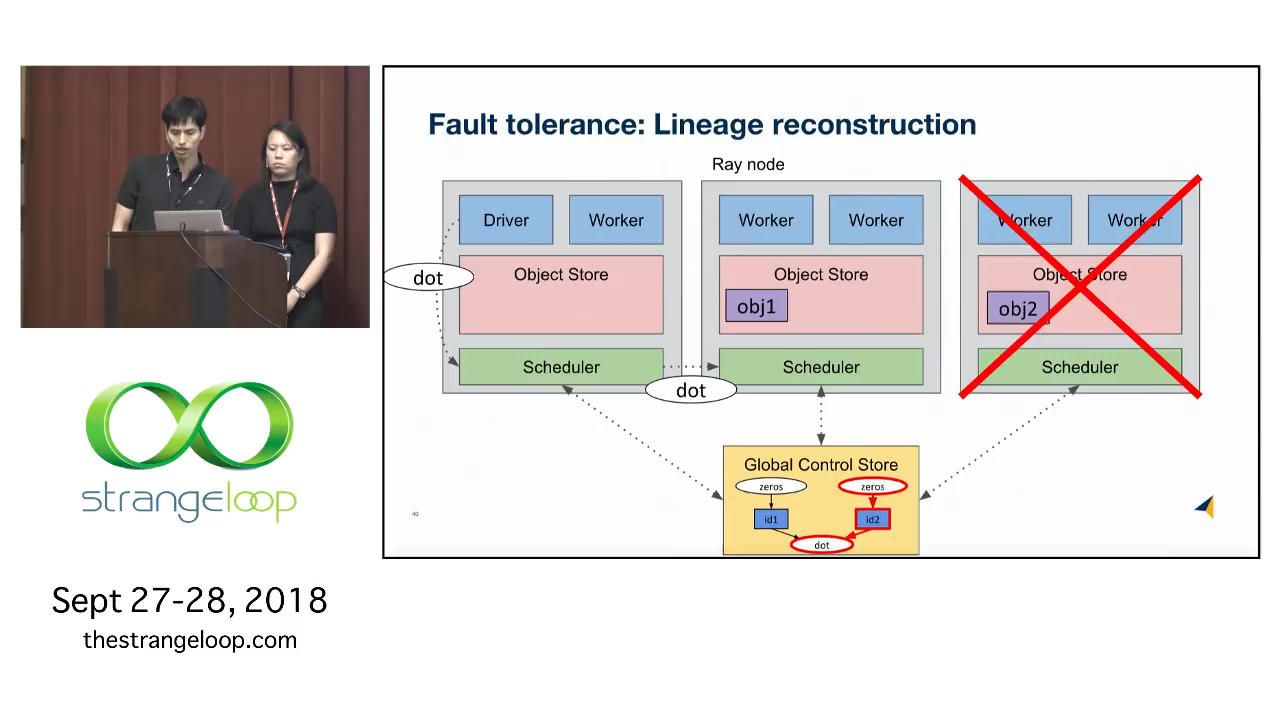 Fault tolerance: Lineage reconstruction
Ray node
Driver
Worker
Worker
Worker
Worker
Worker
dot
Object Store
Object Store
Object Store
obj1
obj2
Scheduler
Scheduler
Scheduler
dot
Global Control Store
zeros
zeros
id1
id2
dot
40
strangeloop
Sept 27-28, 2018
thestrangeloop.com